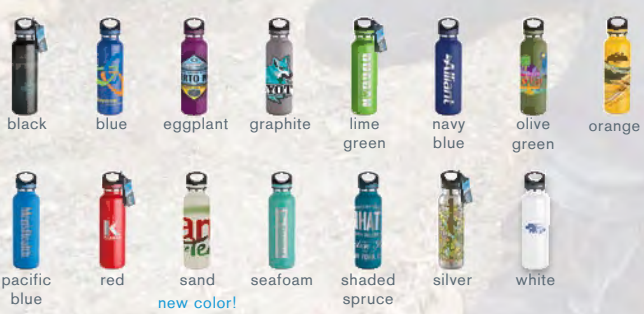 black blue eggplant graphite lime navy olive orange
green blue green
pacific red sand seafoam shaded silver white
blue new color! spruce